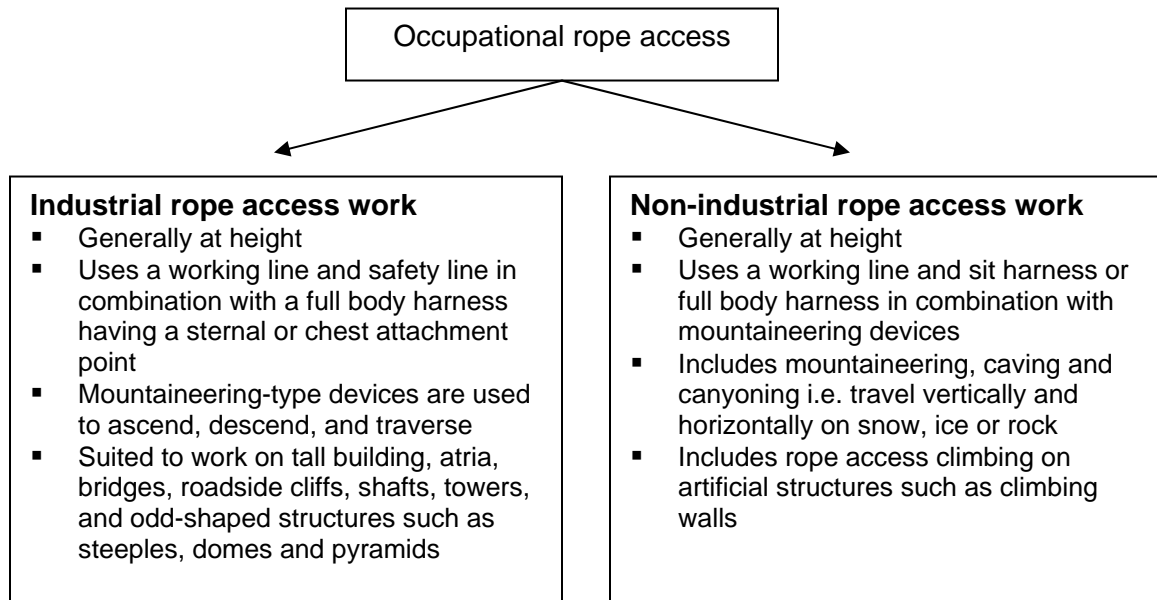 Occupational rope access
Industrial rope access work
▪ Generally at height
▪ Uses a working line and safety line in
combination with a full body harness
having a sternal or chest attachment
point
▪ Mountaineering-type devices are used
to ascend, descend, and traverse
▪ Suited to work on tall building, atria,
bridges, roadside cliffs, shafts, towers,
and odd-shaped structures such as
steeples, domes and pyramids
Non-industrial rope access work
▪ Generally at height
▪ Uses a working line and sit harness or
full body harness in combination with
mountaineering devices
▪ Includes mountaineering, caving and
canyoning i.e. travel vertically and
horizontally on snow, ice or rock
▪ Includes rope access climbing on
artificial structures such as climbing
walls